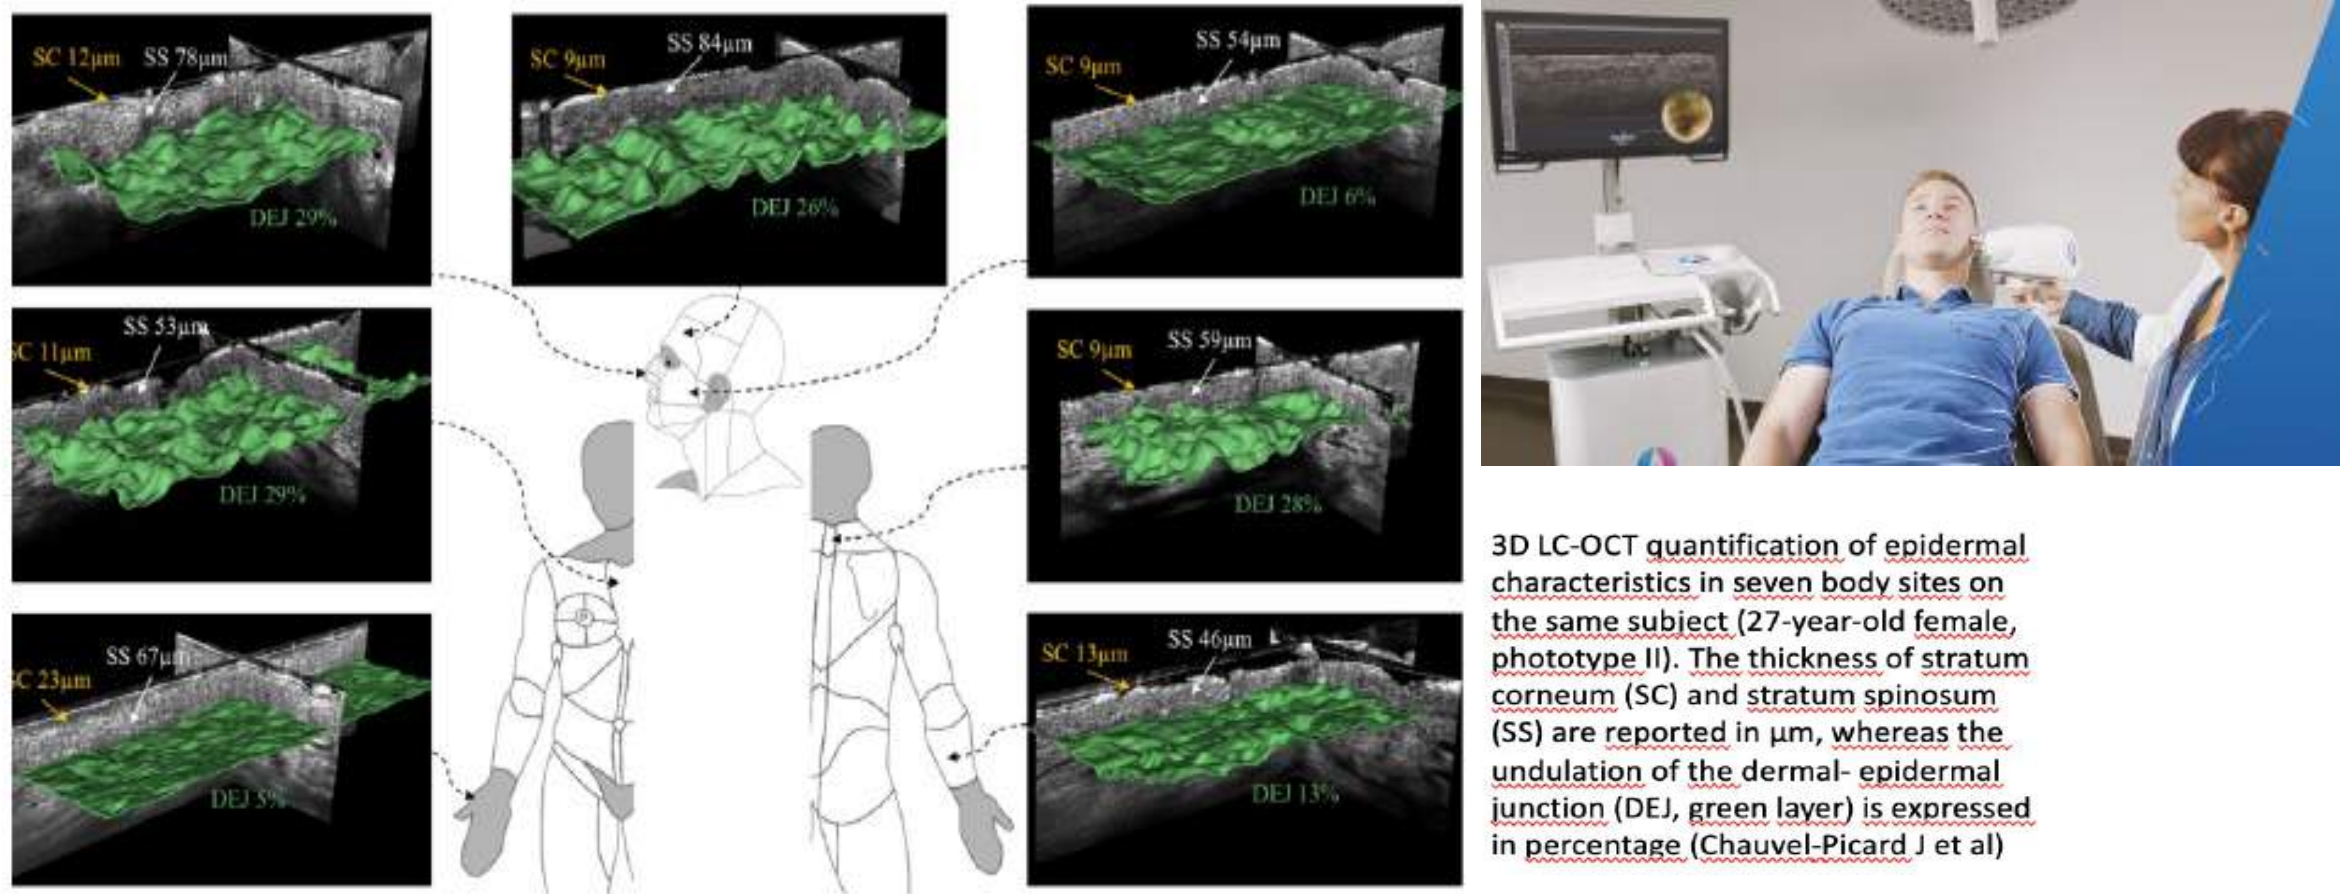 SC 12µm SS 78µm
DEJ 29%
SC 9µm SS 84µm
DEJ 26%
SC 9µm SS 54µm
DEJ 6%
C 11µm SS 53µm
DEJ 29%
SC 9µm SS 59µm
DEJ 28%
C 23µm SS 67µm
DEJ 5%
SC 13µm SS 46µm
DEJ 13%
3D LC-OCT quantification of epidermal
characteristics in seven body sites on
the same subject (27-year-old female,
phototype II). The thickness of stratum
corneum (SC) and stratum spinosum
(SS) are reported in µm, whereas the
undulation of the dermal- epidermal
junction (DEJ, green layer) is expressed
in percentage (Chauvel-Picard J et al)